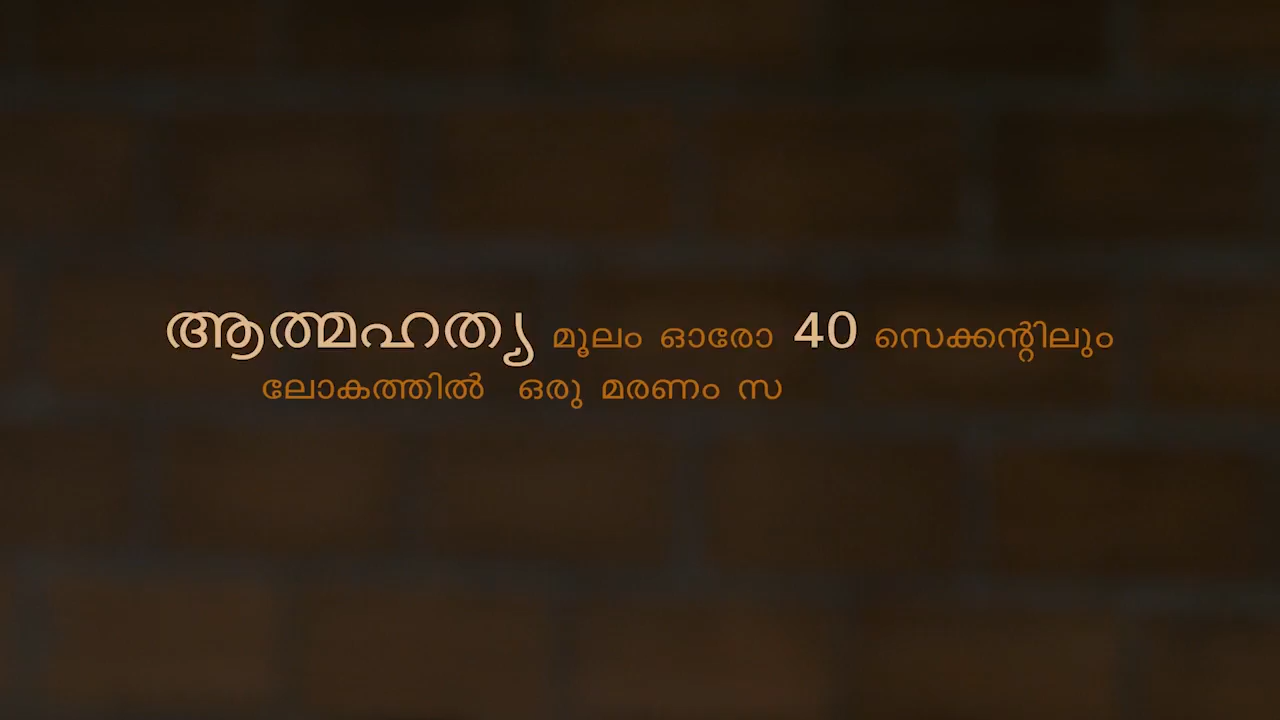 ആത്മഹത്യ മൂലം ഓരോ 40 സെക്കന്റിലും
ലോകത്തിൽ ഒരു മരണം സ